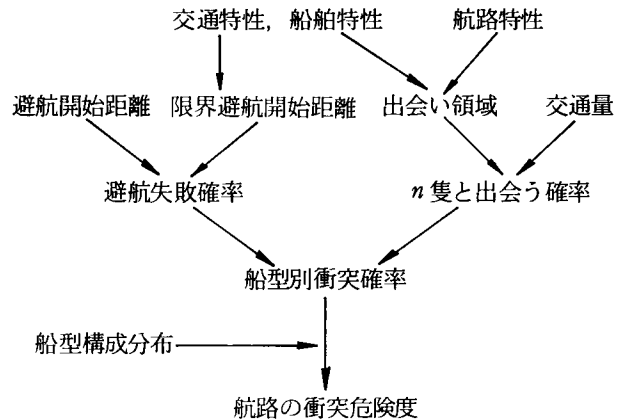 交通特性，船舶特性 航路特性
避航開始距離 限界避航開始距離 出会い領域 交通量
避航失敗確率 n隻と出会う確率
船型別衝突確率
船型構成分布
航路の衝突危険度